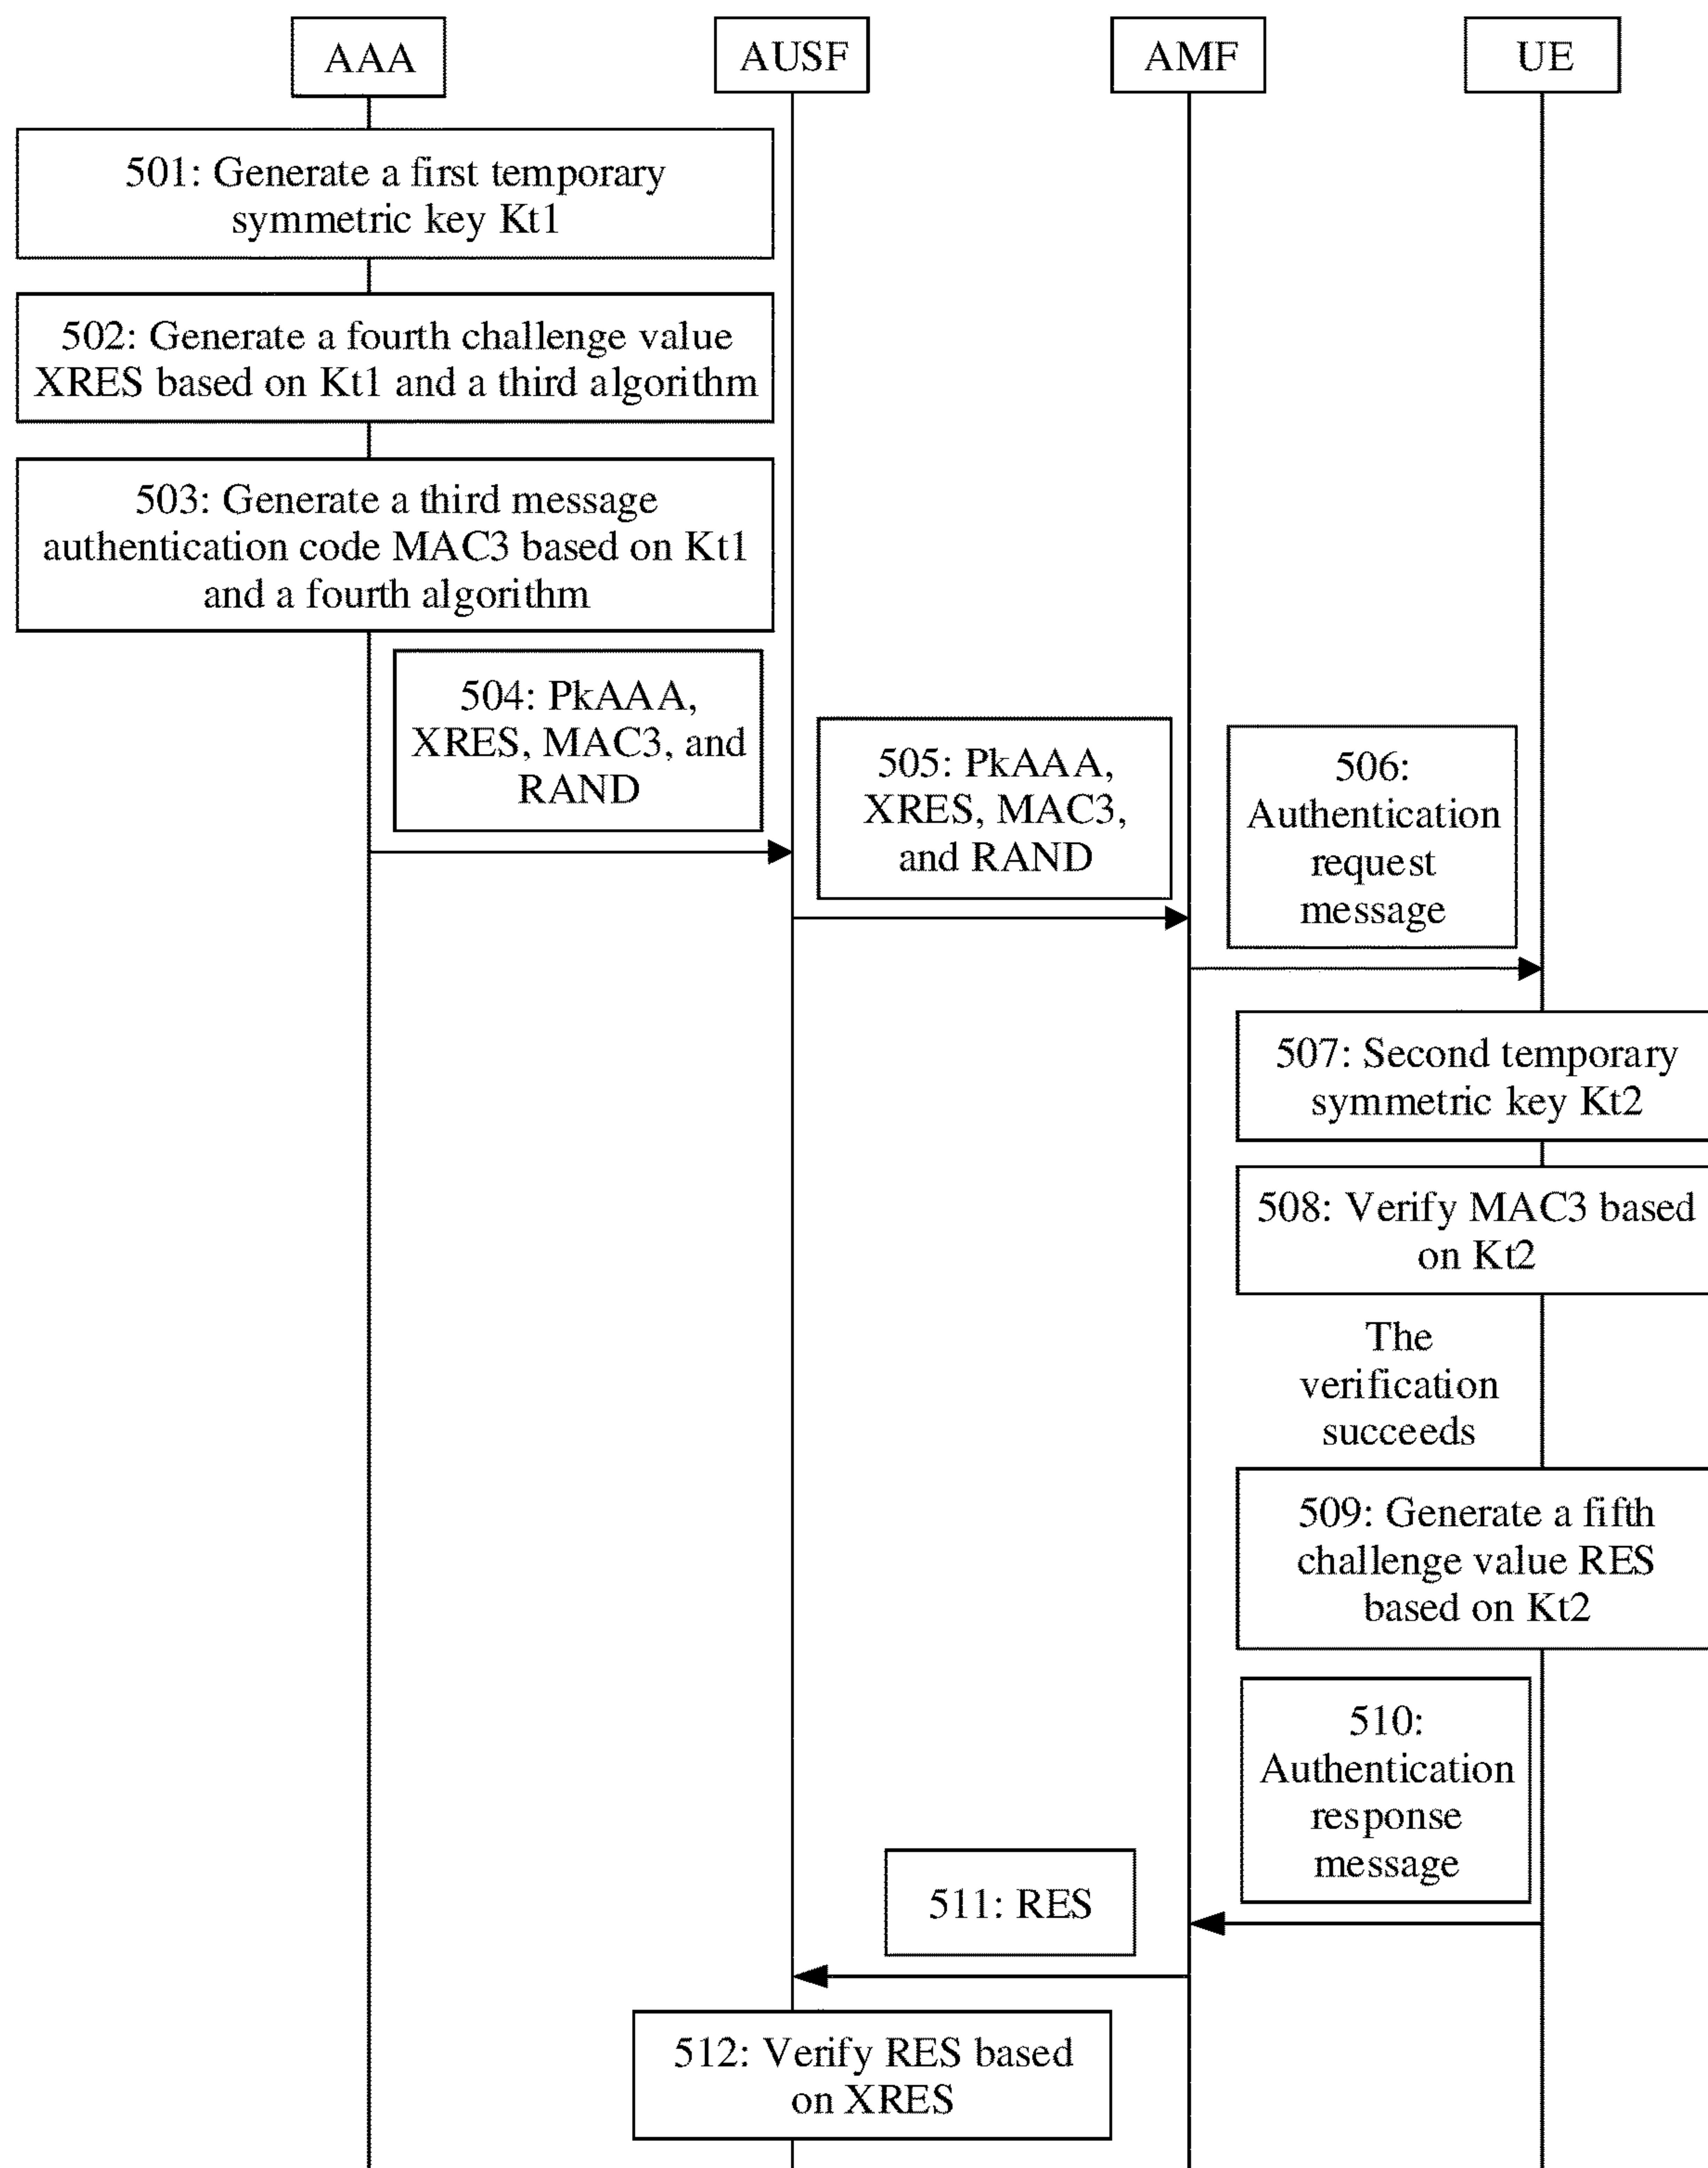 AAA
AUSF
AMF
UE
501: Generate a first temporary
symmetric key Kt1
502: Generate a fourth challenge value
XRES based on Kt1 and a third algorithm
503: Generate a third message
authentication code MAC3 based on Kt1
and a fourth algorithm
504: PkAAA,
XRES, MAC3, and
RAND
505: PkAAA,
XRES, MAC3,
and RAND
506:
Authentication
request
message
507: Second temporary
symmetric key Kt2
508: Verify MAC3 based
on Kt2
The
verification
succeeds
509: Generate a fifth
challenge value RES
based on Kt2
510:
Authentication
response
message
511: RES
512: Verify RES based
on XRES